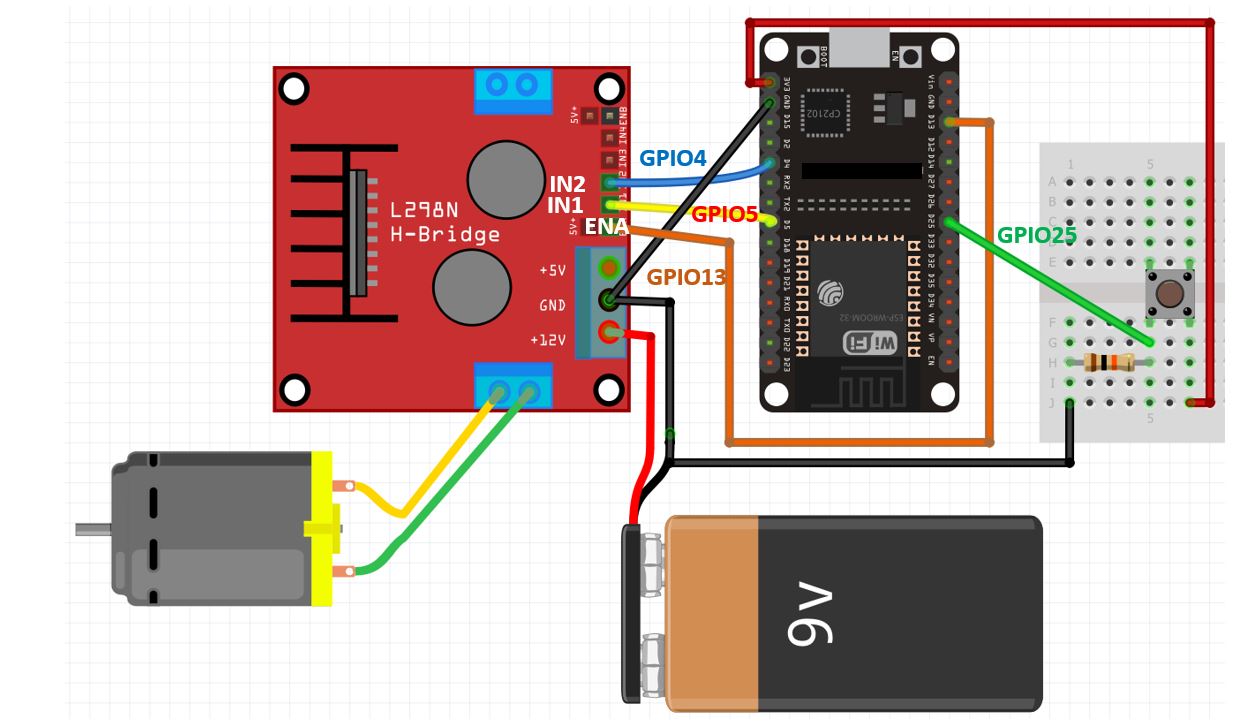 BOOT
EN
3V3
GND
D15
D2
D4
RX2
TX2
D5
D18
D19
D21
RX0
TX0
D22
D23
Vin
GND
D13
D12
D14
D27
D26
D25
D33
D32
D35
D34
VN
VP
EN
CP2102
ESP-WROOM-32
WiFi
5V+
ENB
IN4
IN3
GPIO4
IN2
IN1
GPIO5
ENA
5V+
L298N
H-Bridge
+5V
GND
+12V
GPIO13
GPIO25
1
5
A
B
C
E
F
G
H
I
J
5
9v